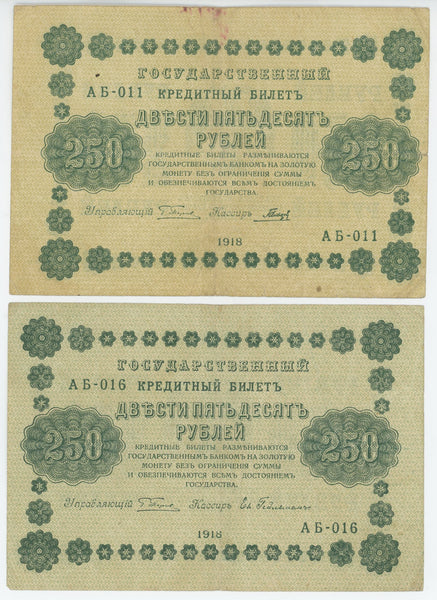 ГОСУДАРСТВЕННЫЙ
АБ-011 КРЕДИТНЫЙ БИЛЕТЪ
ДВѢСТИ ПЯТЬДЕСЯТЪ
РУБЛЕЙ
250 250
КРЕДИТНЫЕ БИЛЕТЫ РАЗМѢНИВАЮТСЯ
ГОСУДАРСТВЕННЫМЪ БАНКОМЪ НА ЗОЛОТУЮ
МОНЕТУ БЕЗЪ ОГРАНИЧЕНІЯ СУММЫ
И ОБЕЗПЕЧИВАЮТСЯ ВСѢМЪ ДОСТОЯНІЕМЪ
ГОСУДАРСТВА.
Управляющій Кассиръ
1918
АБ-011
ГОСУДАРСТВЕННЫЙ
АБ-016 КРЕДИТНЫЙ БИЛЕТЪ
ДВѢСТИ ПЯТЬДЕСЯТЪ
РУБЛЕЙ
250 250
КРЕДИТНЫЕ БИЛЕТЫ РАЗМѢНИВАЮТСЯ
ГОСУДАРСТВЕННЫМЪ БАНКОМЪ НА ЗОЛОТУЮ
МОНЕТУ БЕЗЪ ОГРАНИЧЕНІЯ СУММЫ
И ОБЕЗПЕЧИВАЮТСЯ ВСѢМЪ ДОСТОЯНІЕМЪ
ГОСУДАРСТВА.
Управляющій Кассиръ
1918
АБ-016